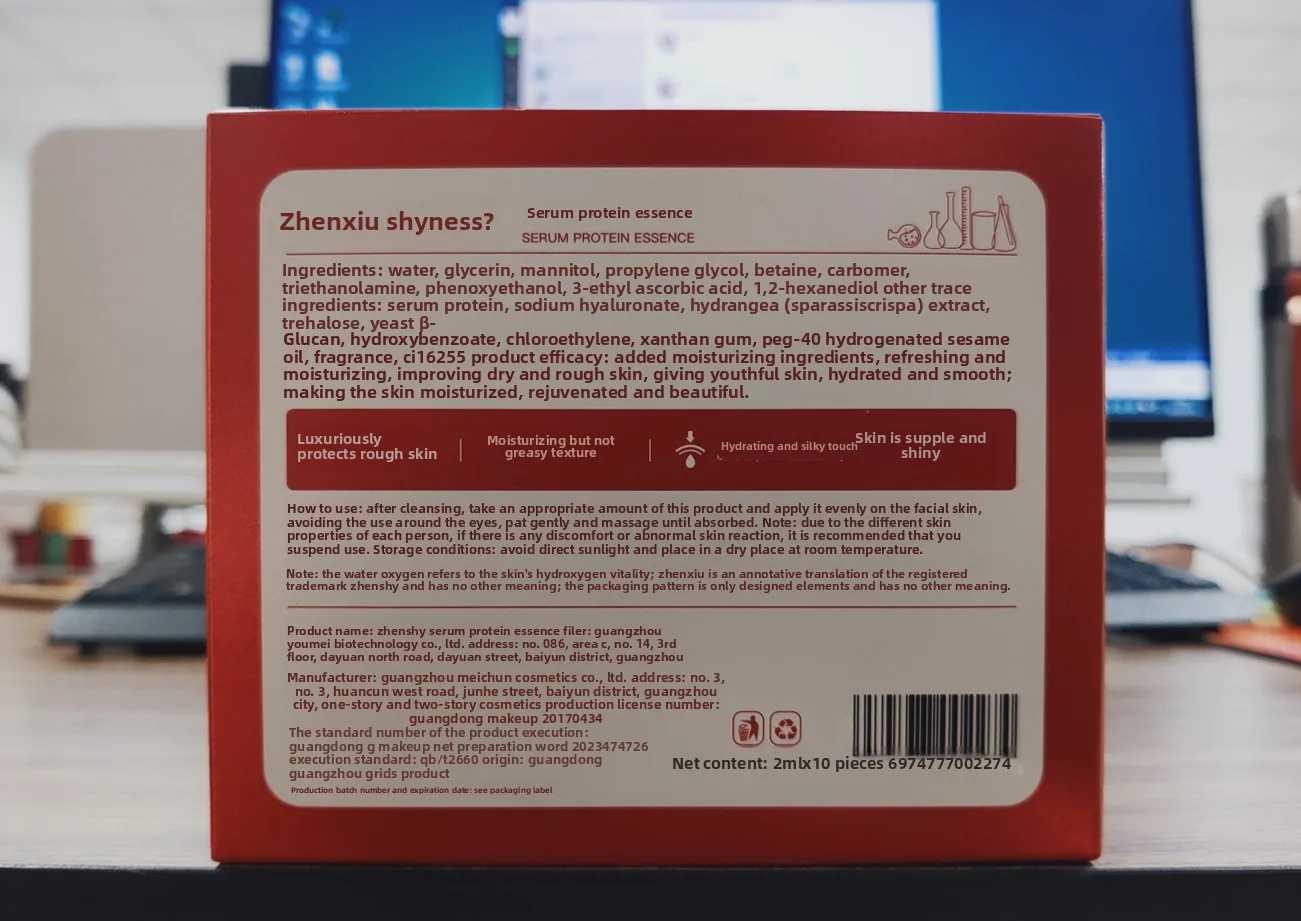 Zhenxiu shyness?
Serum protein essence
SERUM PROTEIN ESSENCE
Ingredients: water, glycerin, mannitol, propylene glycol, betaine, carbomer,
triethanolamine, phenoxyethanol, 3-ethyl ascorbic acid, 1,2-hexanediol other trace
ingredients: serum protein, sodium hyaluronate, hydrangea (sparassiscrispa) extract,
trehalose, yeast β-
Glucan, hydroxybenzoate, chloroethylene, xanthan gum, peg-40 hydrogenated sesame
oil, fragrance, ci16255 product efficacy: added moisturizing ingredients, refreshing and
moisturizing, improving dry and rough skin, giving youthful skin, hydrated and smooth;
making the skin moisturized, rejuvenated and beautiful.
Luxuriously
protects rough skin
Moisturizing but not
greasy texture
Hydrating and silky touch
Skin is supple and
shiny
How to use: after cleansing, take an appropriate amount of this product and apply it evenly on the facial skin,
avoiding the use around the eyes, pat gently and massage until absorbed. Note: due to the different skin
properties of each person, if there is any discomfort or abnormal skin reaction, it is recommended that you
suspend use. Storage conditions: avoid direct sunlight and place in a dry place at room temperature.
Note: the water oxygen refers to the skin's hydroxygen vitality; zhenxiu is an annotative translation of the registered
trademark zhenshy and has no other meaning; the packaging pattern is only designed elements and has no other meaning.
Product name: zhenshy serum protein essence filer: guangzhou
youmei biotechnology co., ltd. address: no. 086, area c, no. 14, 3rd
floor, dayuan north road, dayuan street, baiyun district, guangzhou
Manufacturer: guangzhou meichun cosmetics co., ltd. address: no. 3,
no. 3, huancun west road, junhe street, baiyun district, guangzhou
city, one-story and two-story cosmetics production license number:
guangdong makeup 20170434
The standard number of the product execution:
guangdong g makeup net preparation word 2023474726
execution standard: qb/t2660 origin: guangdong
guangzhou grids product
Production batch number and expiration date: see packaging label
Net content: 2mlx10 pieces 6974777002274